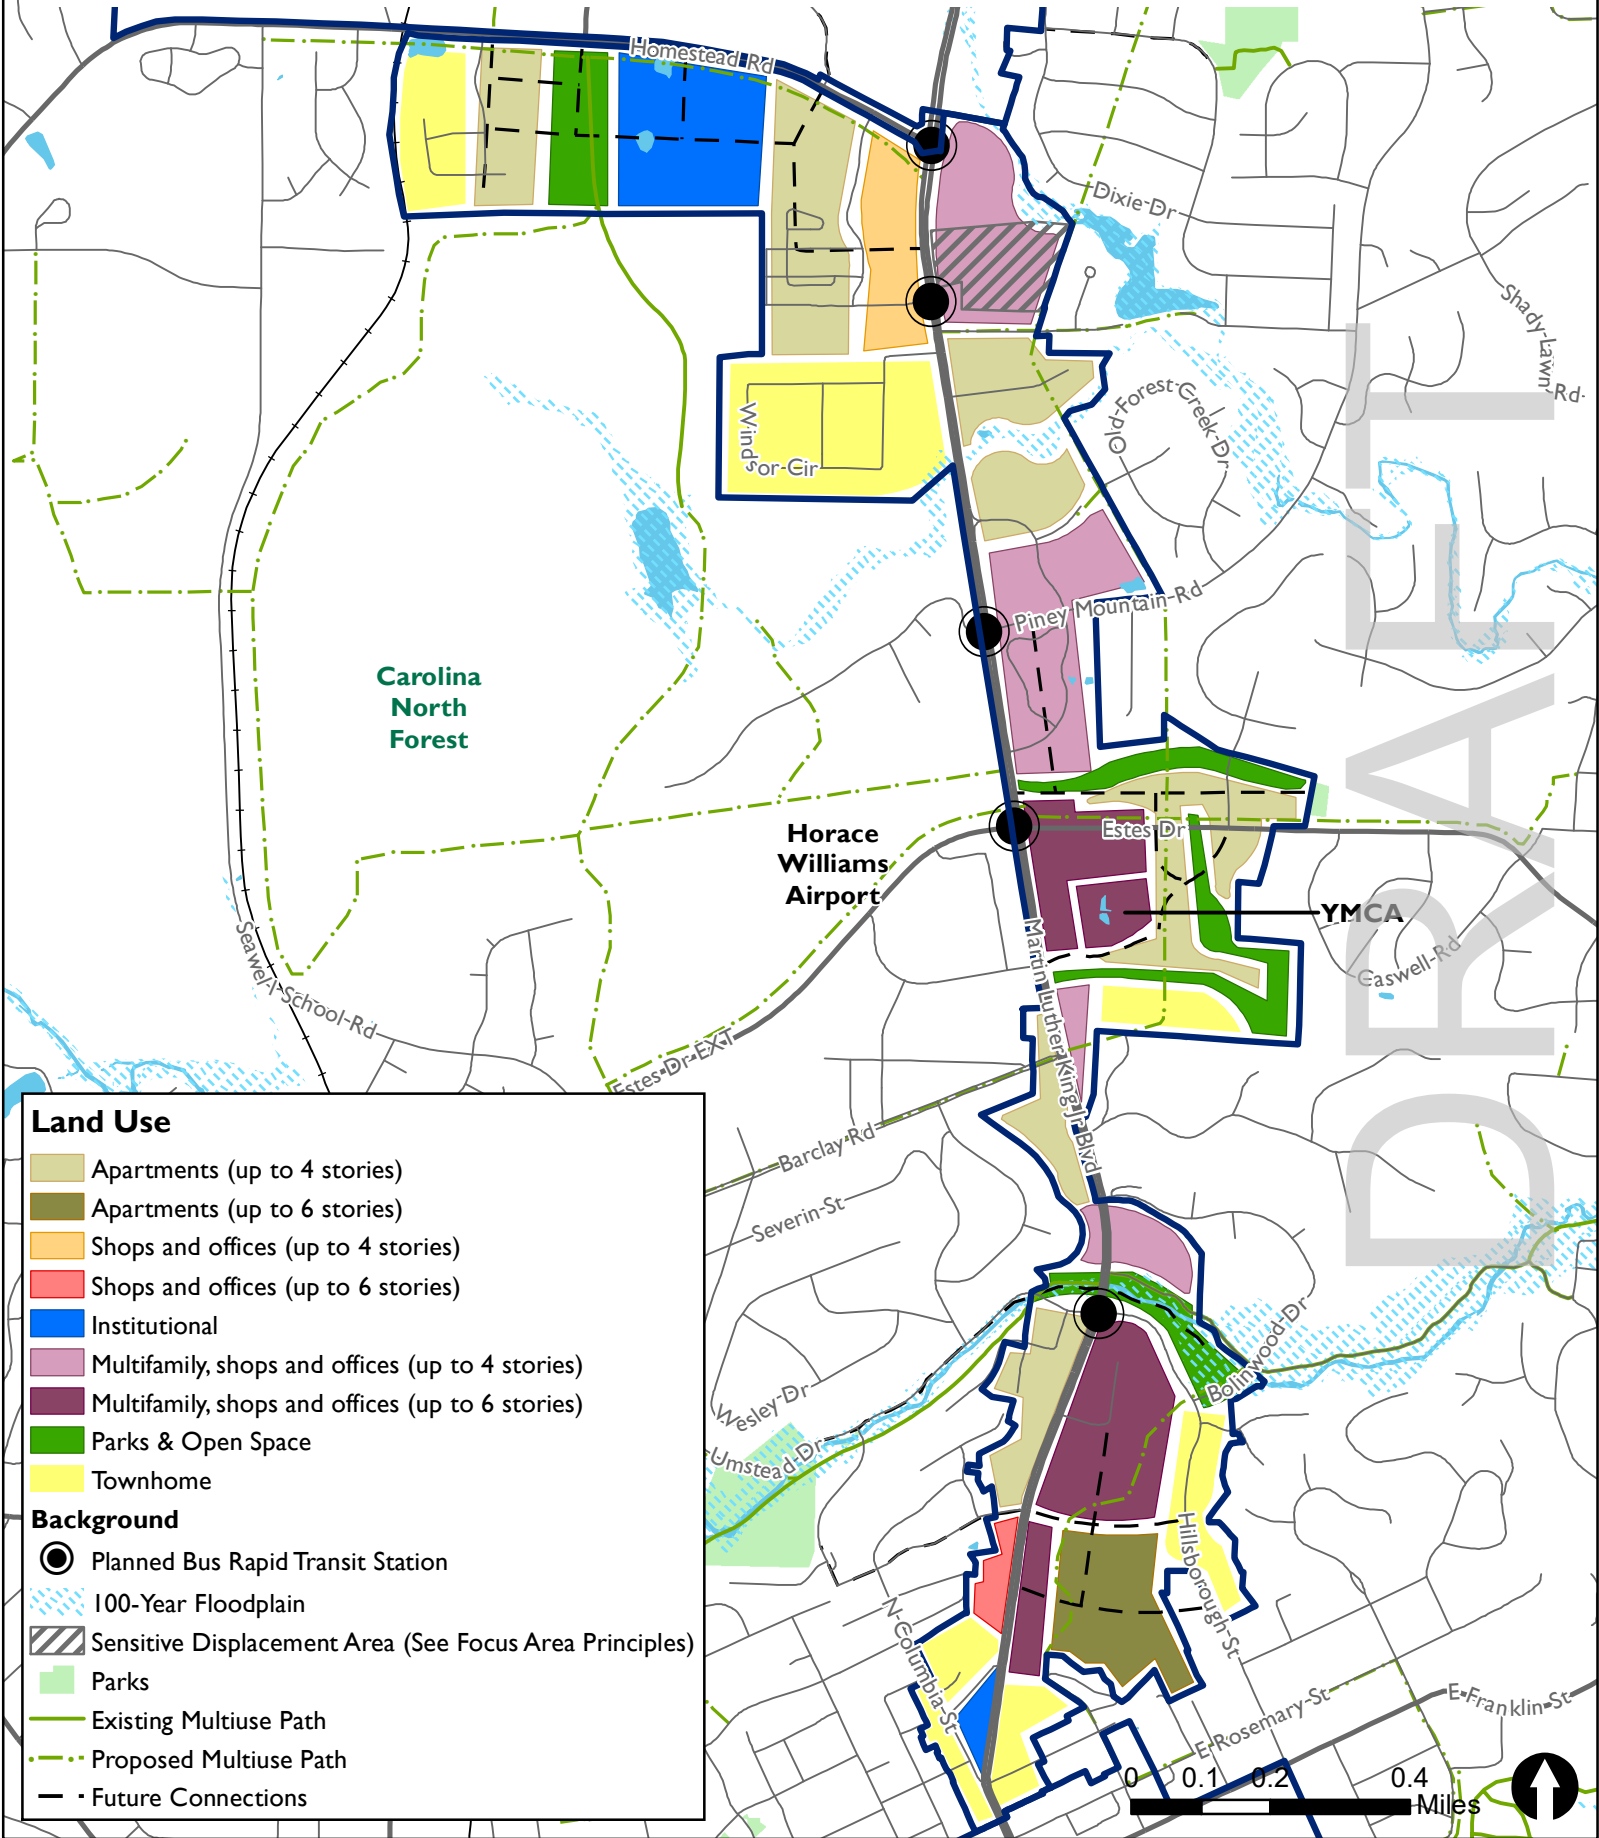 Homestead Rd
Dixie Dr
Shady Lawn Rd
Old Forest Creek Dr
Windsor Cir
Piney Mountain Rd
Carolina
North
Forest
Horace
Williams
Airport
Estes Dr
YMCA
Caswell Rd
Seawell School Rd
Martin Luther King Jr Blvd
Estes Dr EXT
Barclay Rd
Severin St
Wesley Dr
Umstead Dr
Bolinwood Dr
Hillsborough St
N Columbia St
E Rosemary St
E Franklin St
DRAFT
Land Use
Apartments (up to 4 stories)
Apartments (up to 6 stories)
Shops and offices (up to 4 stories)
Shops and offices (up to 6 stories)
Institutional
Multifamily, shops and offices (up to 4 stories)
Multifamily, shops and offices (up to 6 stories)
Parks & Open Space
Townhome
Background
Planned Bus Rapid Transit Station
100-Year Floodplain
Sensitive Displacement Area (See Focus Area Principles)
Parks
Existing Multiuse Path
Proposed Multiuse Path
Future Connections
0 0.1 0.2 0.4
Miles